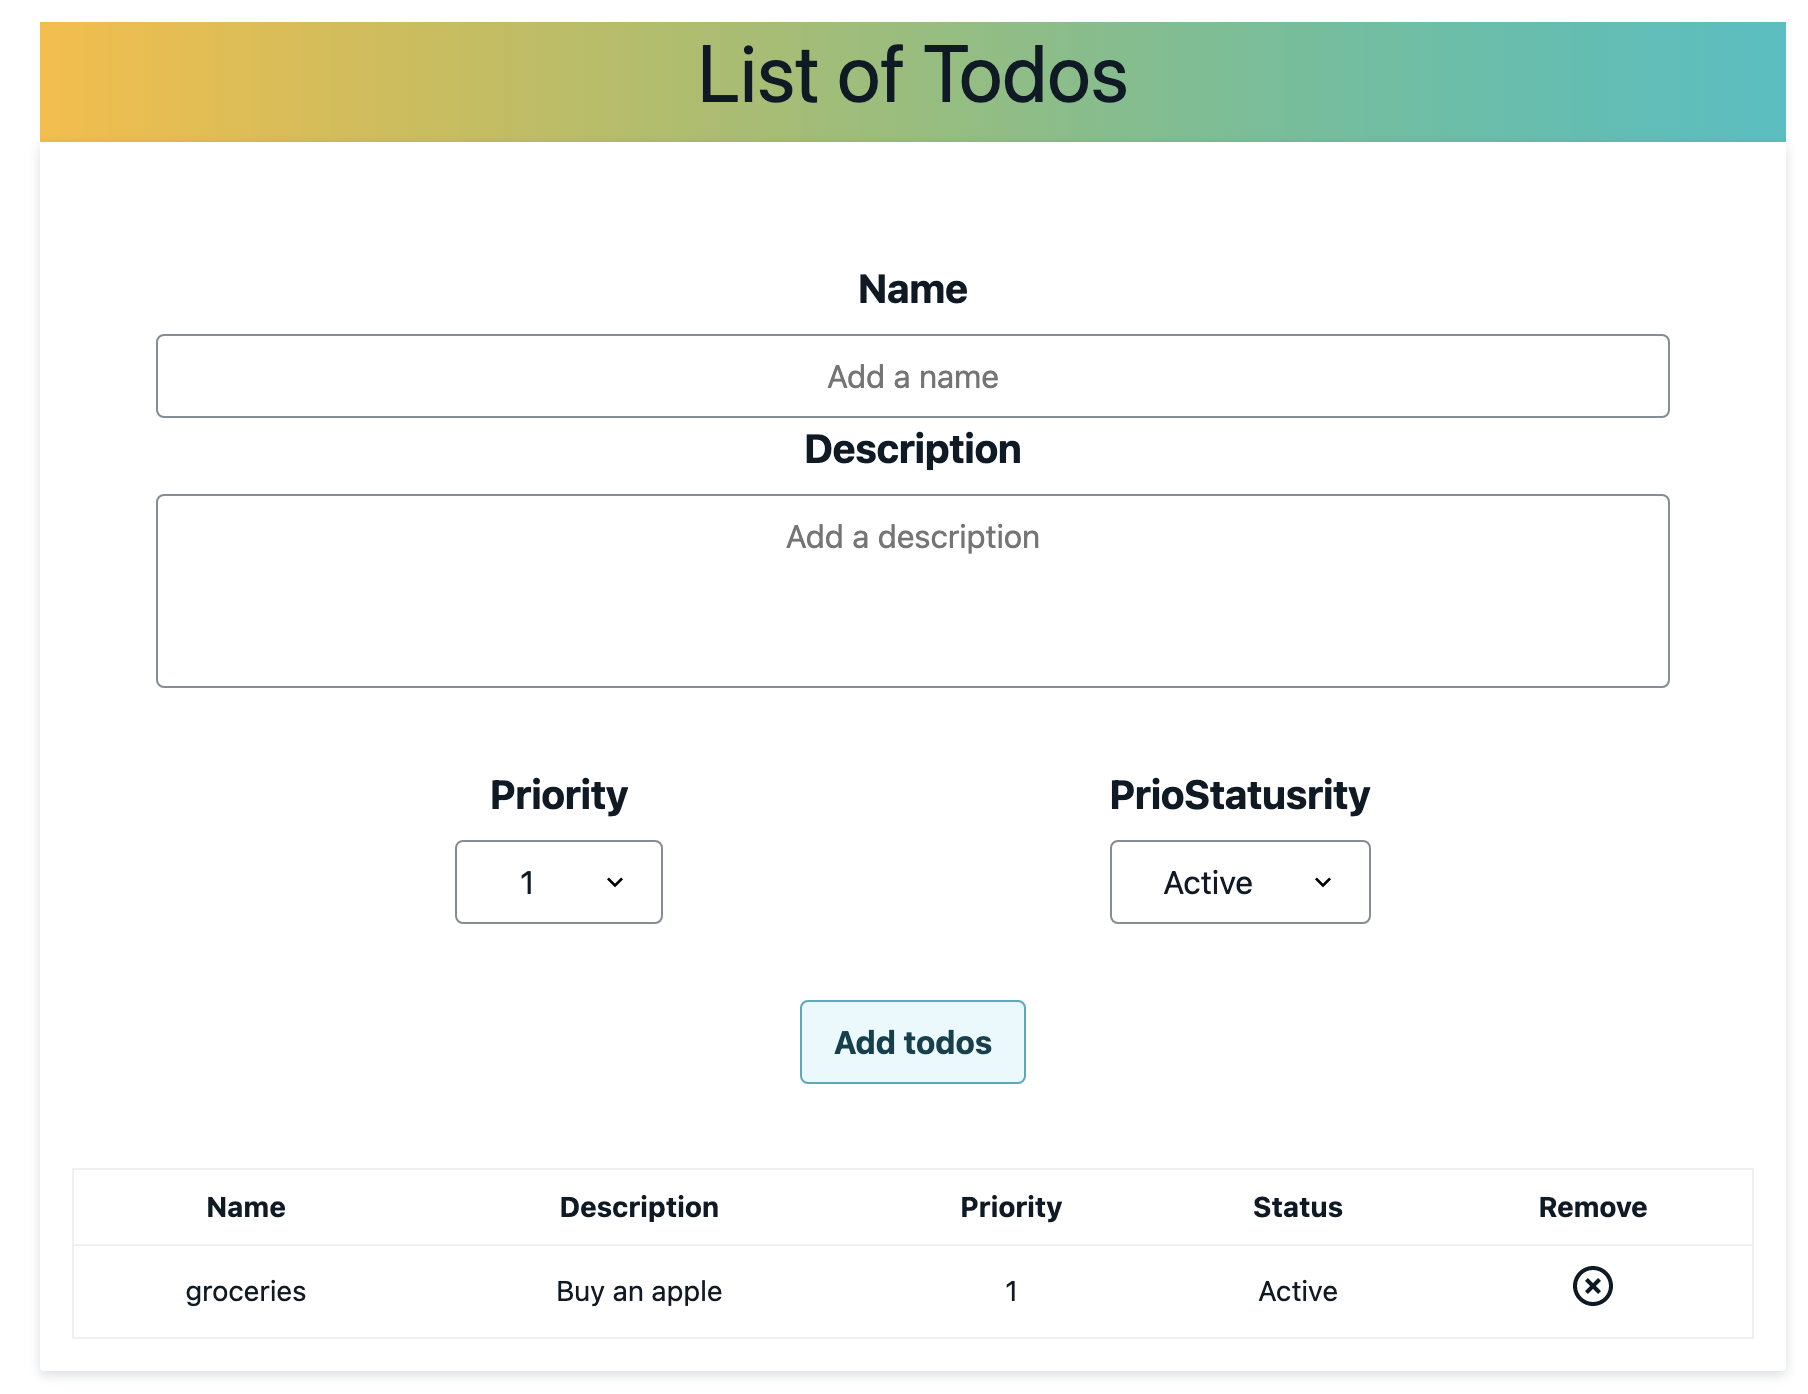 List of Todos
Name
Add a name
Description
Add a description
Priority PrioStatusrity
1 Active
Add todos
Name Description Priority Status Remove
groceries Buy an apple 1 Active